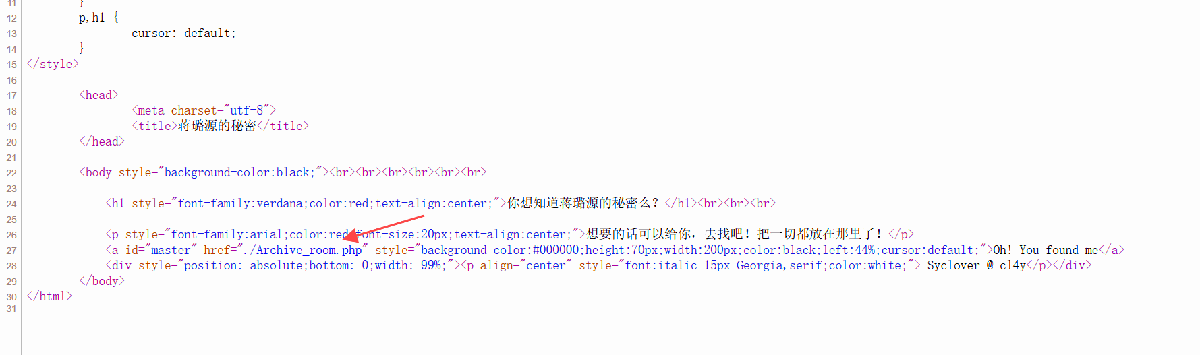 11 }
12 p,h1 {
13 cursor: default;
14 }
15 </style>
16
17 <head>
18 <meta charset="utf-8">
19 <title>蒋璐源的秘密</title>
20 </head>
21
22 <body style="background-color:black;"><br><br><br><br><br><br>
23
24 <h1 style="font-family:verdana;color:red;text-align:center;">你想知道蒋璐源的秘密么?</h1><br><br><br>
25
26 <p style="font-family:arial;color:red;font-size:20px;text-align:center;">想要的话可以给你,去找吧!把一切都放在那里了!</p>
27 <a id="master" href="./Archive_room.php" style="background-color:#000000;height:70px;width:200px;color:black;left:44%;cursor:default;">Oh! You found me</a>
28 <div style="position: absolute;bottom: 0;width: 99%;"><p align="center" style="font:italic 15px Georgia,serif;color:white;"> Syclover @ cl4y</p></div>
29 </body>
30 </html>
31